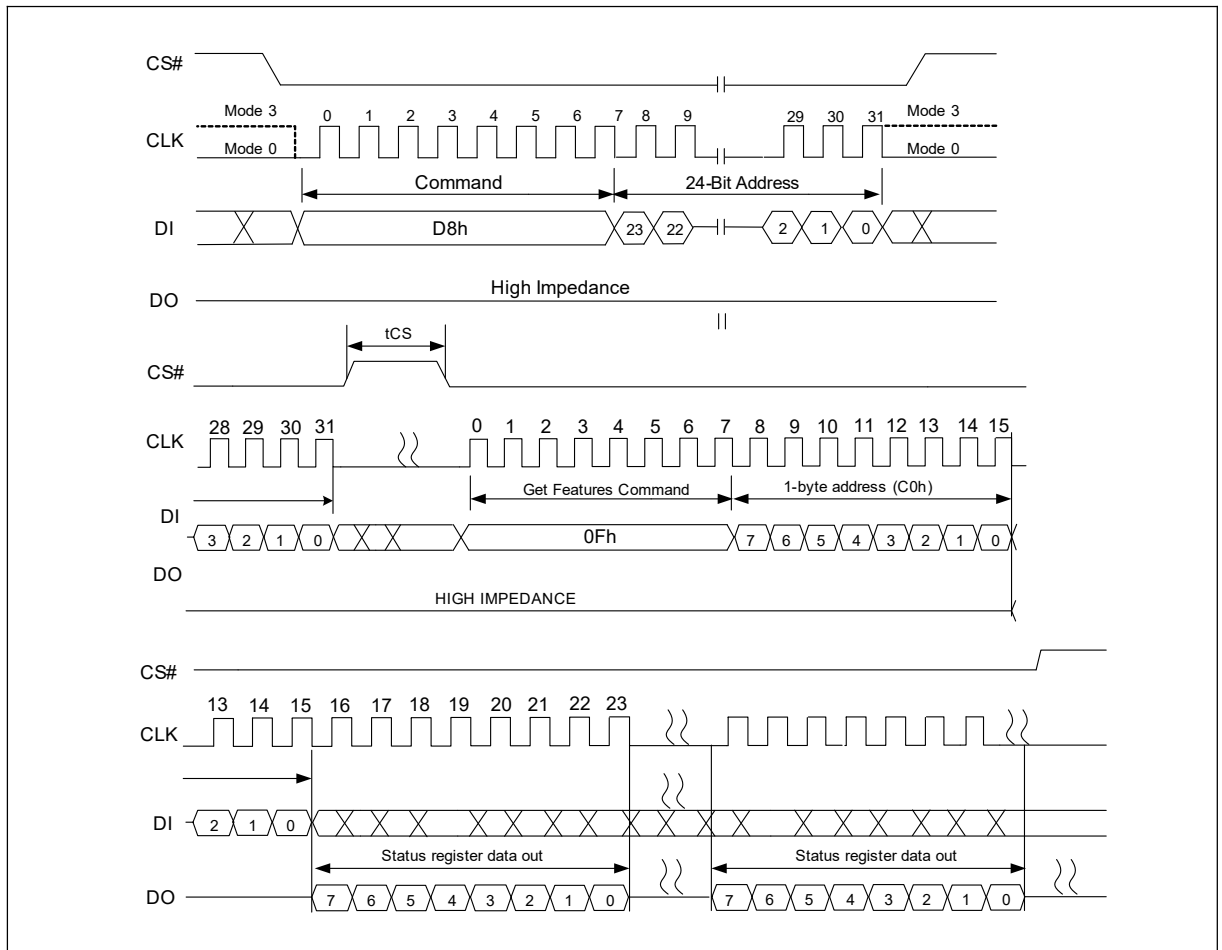 CS#
Mode 3
0 1 2 3 4 5 6 7 8 9 29 30 31
Mode 3
CLK
Mode 0
Mode 0
Command
24-Bit Address
DI
D8h
23 22
2 1 0
DO
High Impedance
tCS
CS#
28 29 30 31
0 1 2 3 4 5 6 7 8 9 10 11 12 13 14 15
CLK
Get Features Command
1-byte address (C0h)
DI
3 2 1 0
0Fh
7 6 5 4 3 2 1 0
DO
HIGH IMPEDANCE
CS#
13 14 15 16 17 18 19 20 21 22 23
CLK
DI
2 1 0
Status register data out
Status register data out
DO
7 6 5 4 3 2 1 0
7 6 5 4 3 2 1 0